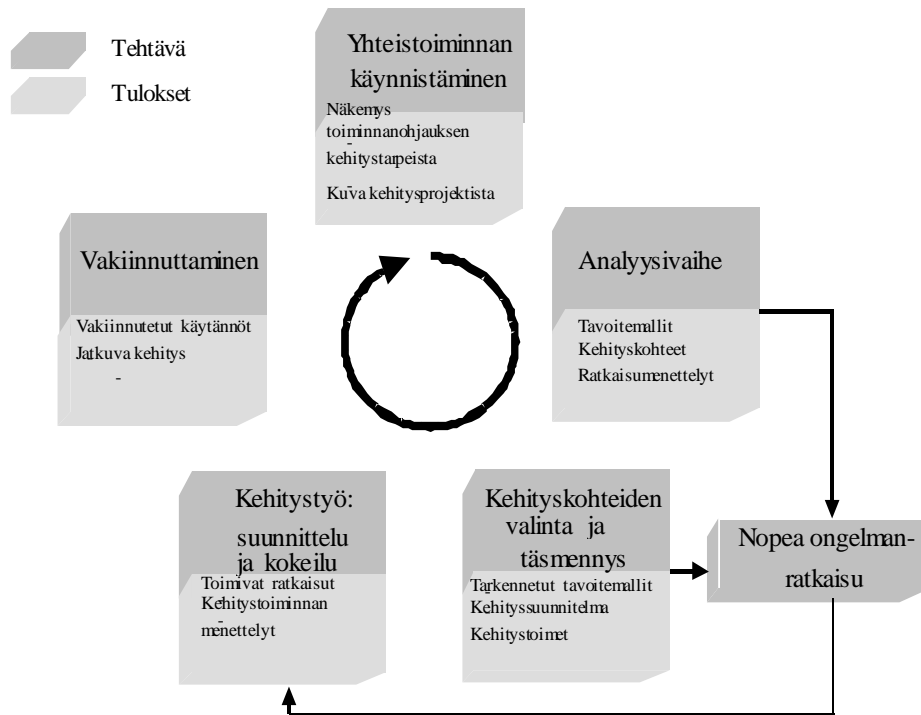 Tehtävä
Tulokset
Yhteistoiminnan
käynnistäminen
Näkemys
toiminnanohjauksen
kehitystarpeista
Kuva kehitysprojektista
Vakiinnuttaminen
Vakiinnutetut käytännöt
Jatkuva kehitys
-
Analyysivaihe
Tavoitemallit
Kehityskohteet
Ratkaisumenettelyt
Kehitystyö:
suunnittelu
ja kokeilu
Toimivat ratkaisut
Kehitystoiminnan
menettelyt
Kehityskohteiden
valinta ja
täsmennys
Tarkennetut tavoitemallit
Kehityssuunnitelma
Kehitystoimet
Nopea ongelman-
ratkaisu